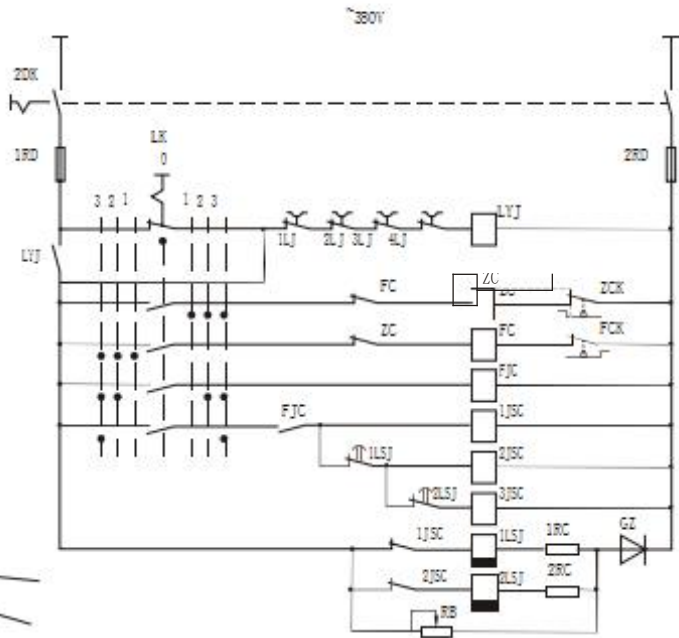 ~380V
2DK
LK
0
1RD
2RD
3 2 1
1 2 3
LYJ
1LJ
2LJ
3LJ
4LJ
LYJ
FC
ZC
ZCK
ZC
FC
FCK
FJC
FJC
1JSC
1LSJ
2JSC
2LSJ
3JSC
1JSC
1LSJ
1RC
GZ
2JSC
2LSJ
2RC
RB